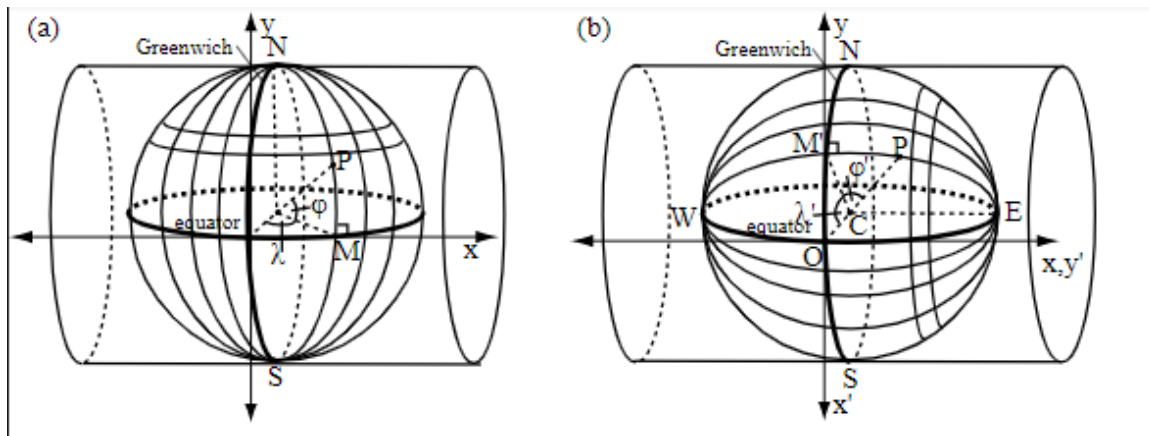 (a)
y
Greenwich
N
P
φ
equator
λ
M
x
S
(b)
y
Greenwich
N
M'
P
φ'
W
λ'
equator
C
E
O
x,y'
S
x'